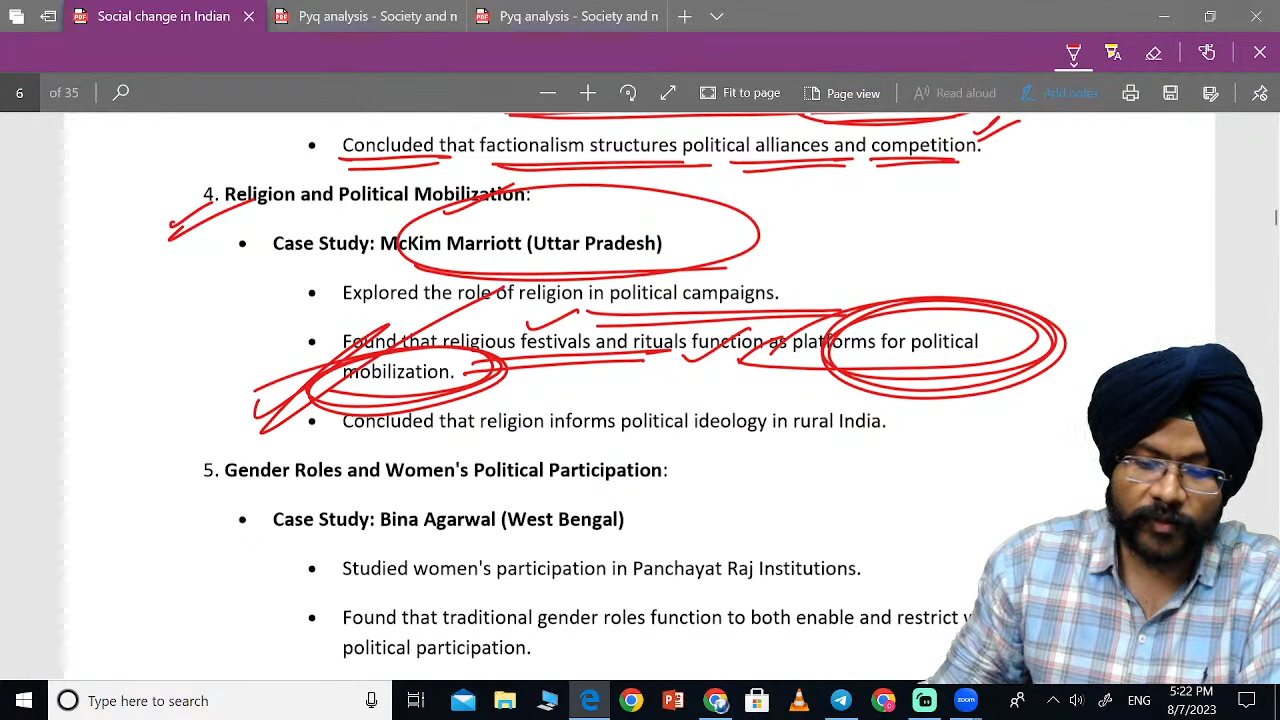 Social change in Indian
Pyq analysis - Society and n
Pyq analysis - Society and n
6 of 35
Fit to page
Page view
Read aloud
Add notes
• Concluded that factionalism structures political alliances and competition.
4. Religion and Political Mobilization:
• Case Study: McKim Marriott (Uttar Pradesh)
• Explored the role of religion in political campaigns.
• Found that religious festivals and rituals function as platforms for political
mobilization.
• Concluded that religion informs political ideology in rural India.
5. Gender Roles and Women's Political Participation:
• Case Study: Bina Agarwal (West Bengal)
• Studied women's participation in Panchayat Raj Institutions.
• Found that traditional gender roles function to both enable and restrict
political participation.
Type here to search
zoom
ENG
5:22 PM
8/7/2023